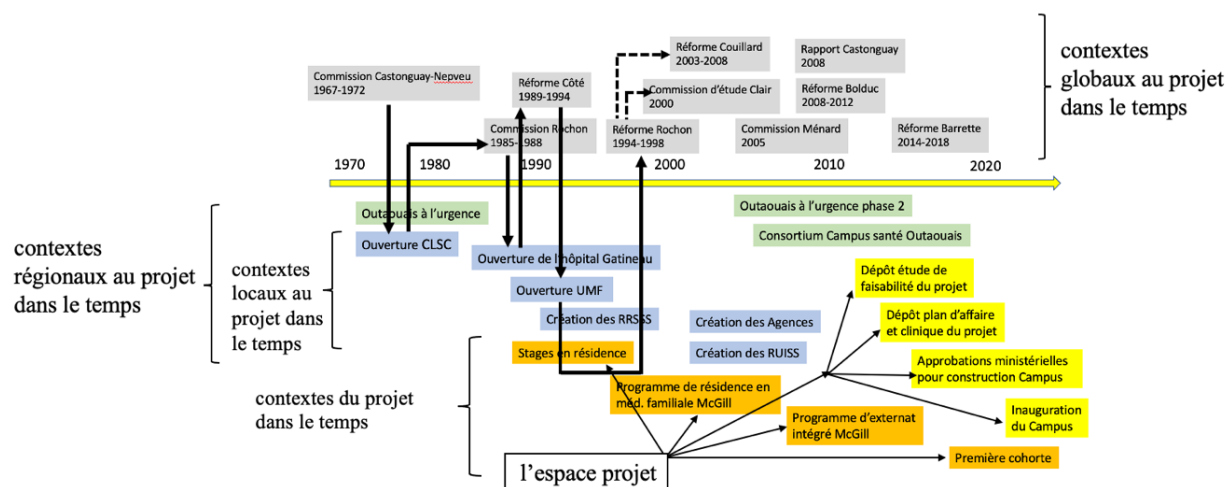 contextes
globaux au projet
dans le temps
Réforme Couillard
2003-2008
Rapport Castonguay
2008
Commission Castonguay-Nepveu
1967-1972
Réforme Côté
1989-1994
Commission d'étude Clair
2000
Réforme Bolduc
2008-2012
Commission Rochon
1985-1988
Réforme Rochon
1994-1998
Commission Ménard
2005
Réforme Barrette
2014-2018
1970
1980
1990
2000
2010
2020
contextes
régionaux au projet
dans le temps
Outaouais à l'urgence
Outaouais à l'urgence phase 2
Consortium Campus santé Outaouais
contextes
locaux au
projet dans
le temps
Ouverture CLSC
Ouverture de l'hôpital Gatineau
Ouverture UMF
Création des RRSSS
Création des Agences
Création des RUISS
Dépôt étude de
faisabilité du projet
Dépôt plan d'affaire
et clinique du projet
Approbations ministérielles
pour construction Campus
Inauguration
du Campus
contextes du projet
dans le temps
Stages en résidence
Programme de résidence en
méd. familiale McGill
Programme d'externat
intégré McGill
Première cohorte
l'espace projet